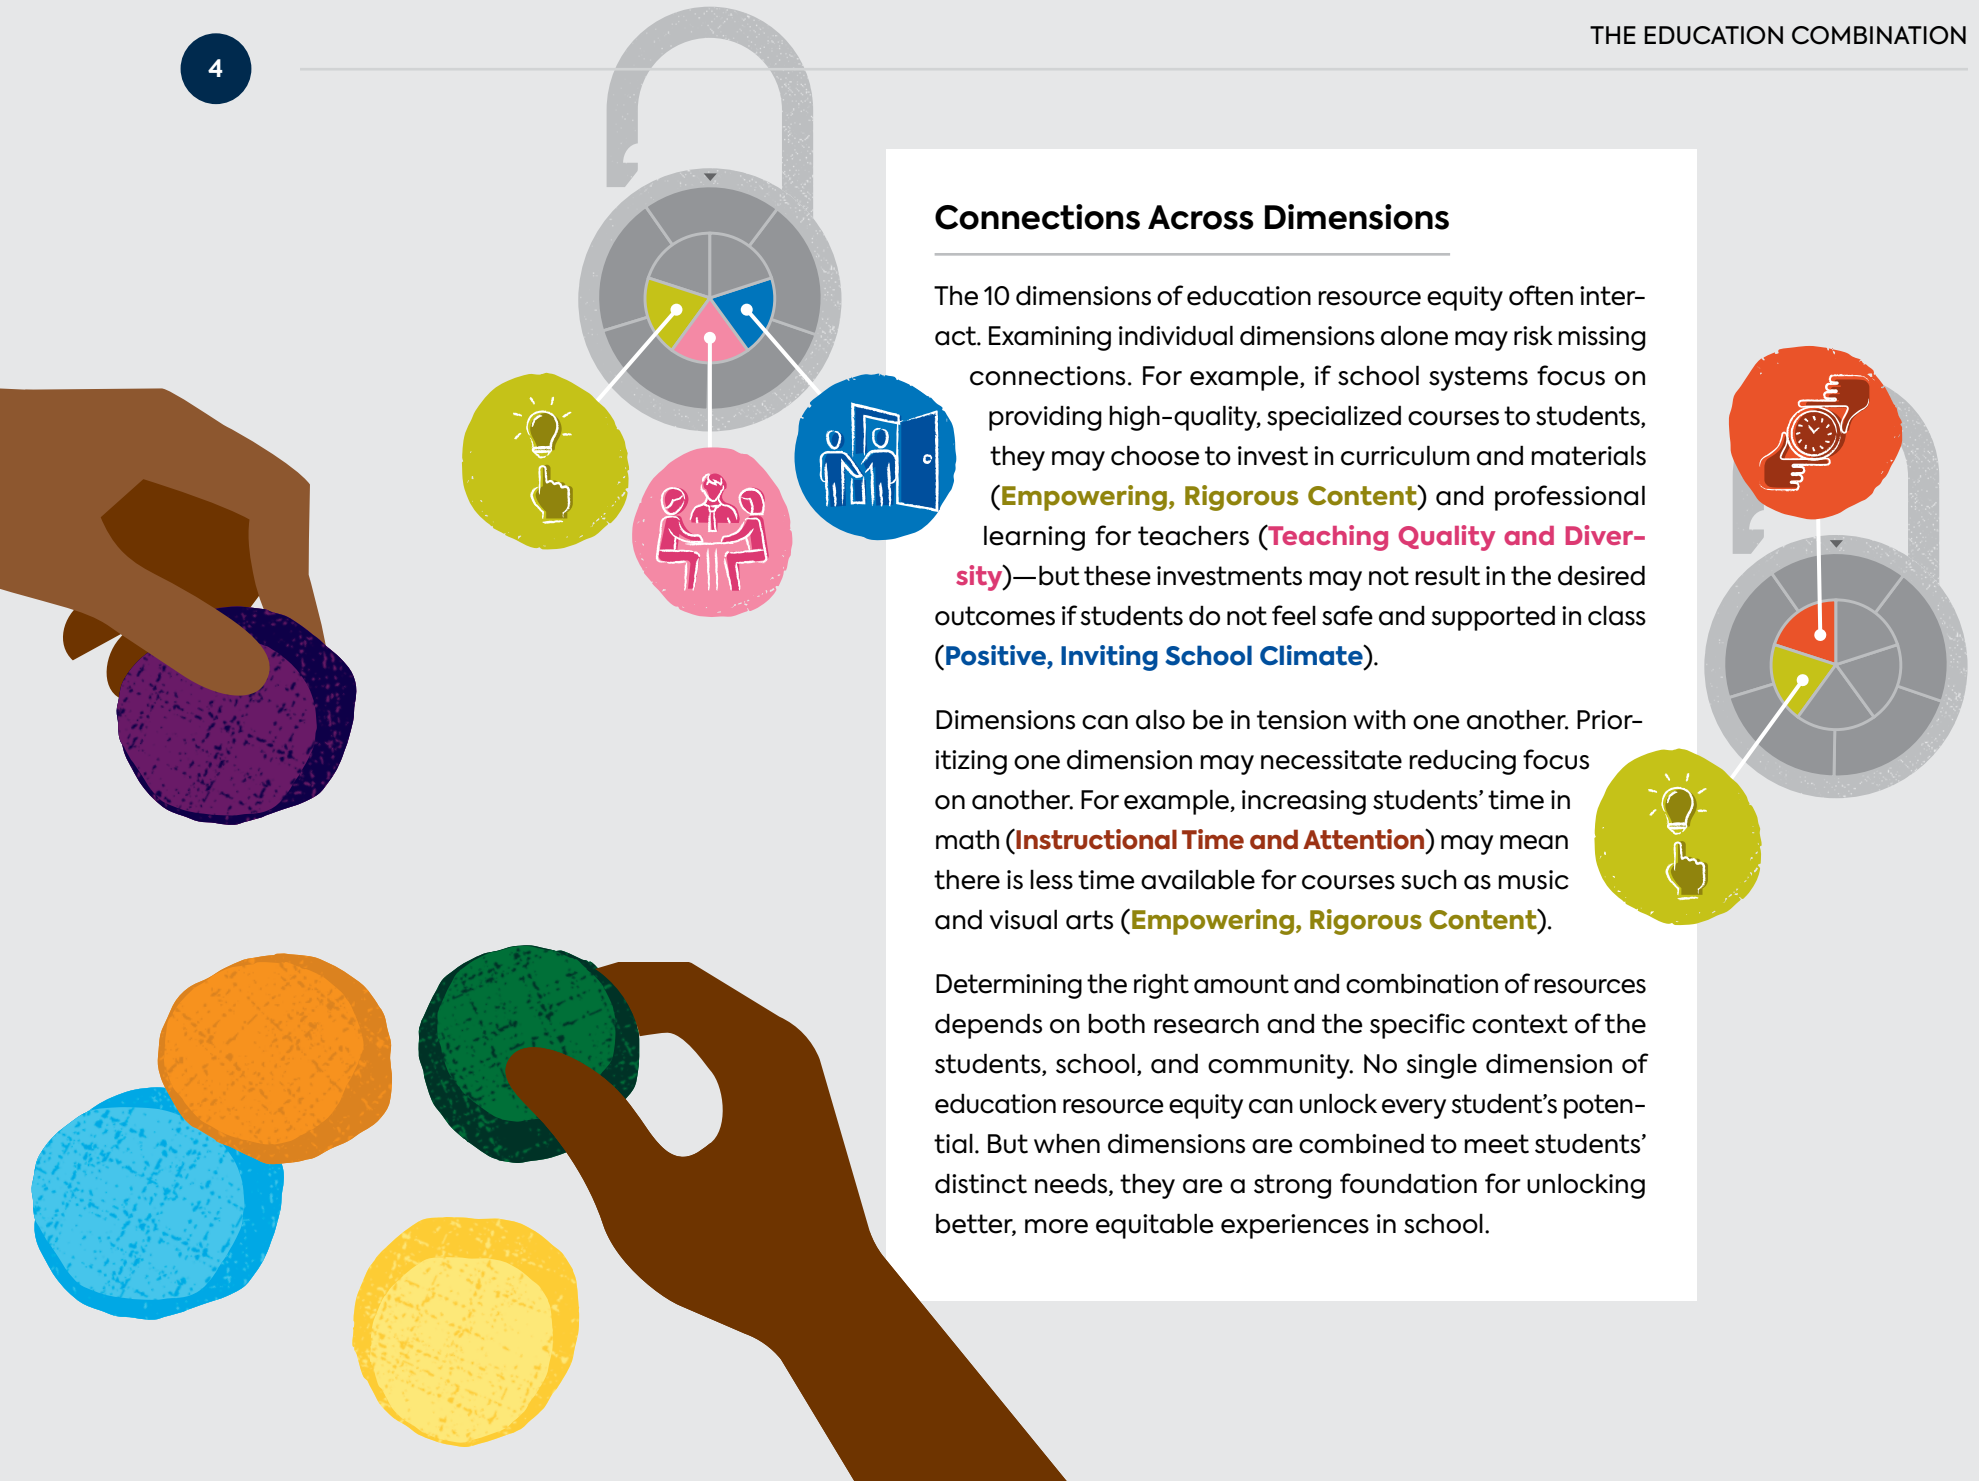 4
THE EDUCATION COMBINATION
Connections Across Dimensions
The 10 dimensions of education resource equity often inter-
act. Examining individual dimensions alone may risk missing
connections. For example, if school systems focus on
providing high-quality, specialized courses to students,
they may choose to invest in curriculum and materials
(Empowering, Rigorous Content) and professional
learning for teachers (Teaching Quality and Diver-
sity)—but these investments may not result in the desired
outcomes if students do not feel safe and supported in class
(Positive, Inviting School Climate).
Dimensions can also be in tension with one another. Prior-
itizing one dimension may necessitate reducing focus
on another. For example, increasing students’ time in
math (Instructional Time and Attention) may mean
there is less time available for courses such as music
and visual arts (Empowering, Rigorous Content).
Determining the right amount and combination of resources
depends on both research and the specific context of the
students, school, and community. No single dimension of
education resource equity can unlock every student’s poten-
tial. But when dimensions are combined to meet students’
distinct needs, they are a strong foundation for unlocking
better, more equitable experiences in school.